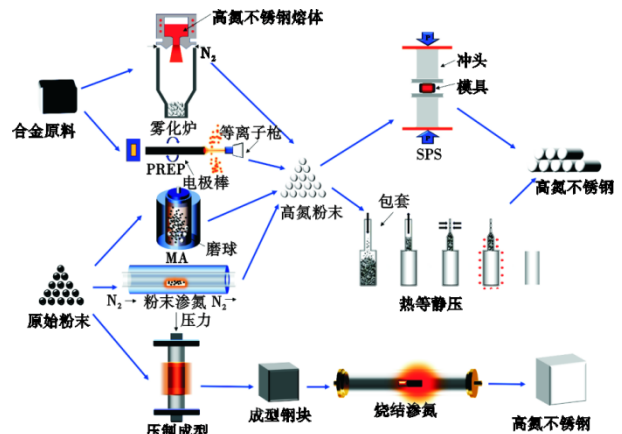 高氮不锈钢熔体
N₂
合金原料
雾化炉
等离子枪
PREP
电极棒
磨球
MA
高氮粉末
P
冲头
模具
P
SPS
高氮不锈钢
包套
热等静压
原始粉末
N₂
粉末渗氮
N₂
压力
压制成型
成型钢块
烧结渗氮
高氮不锈钢